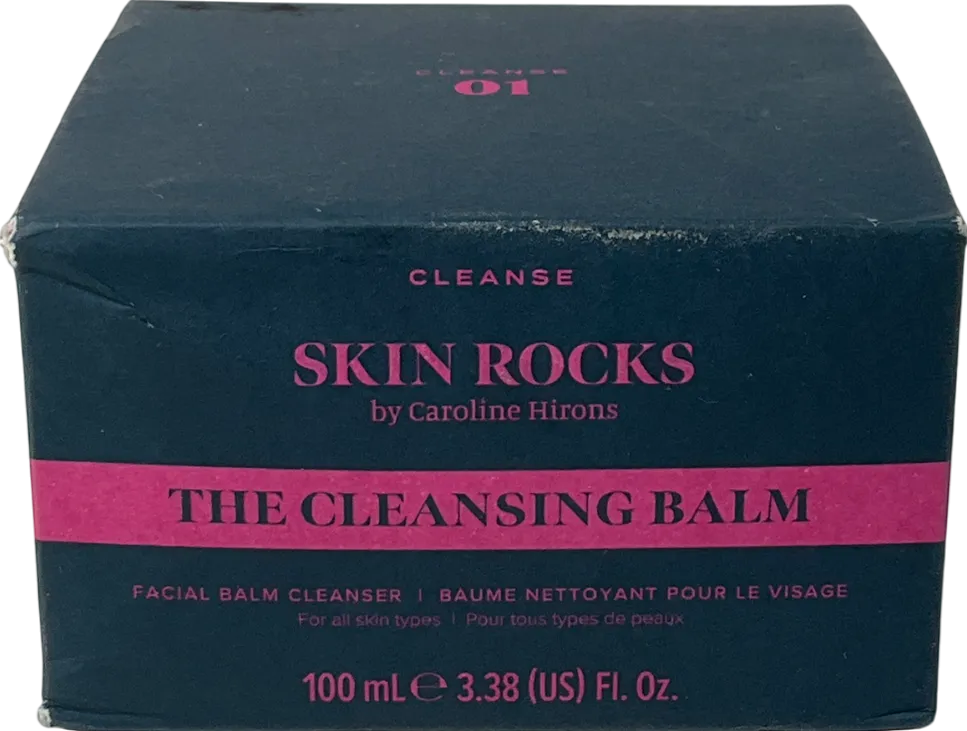 CLEANSE
01
CLEANSE
SKIN ROCKS
by Caroline Hirons
THE CLEANSING BALM
FACIAL BALM CLEANSER | BAUME NETTOYANT POUR LE VISAGE
For all skin types | Pour tous types de peaux
100 mL ℮ 3.38 (US) Fl. Oz.